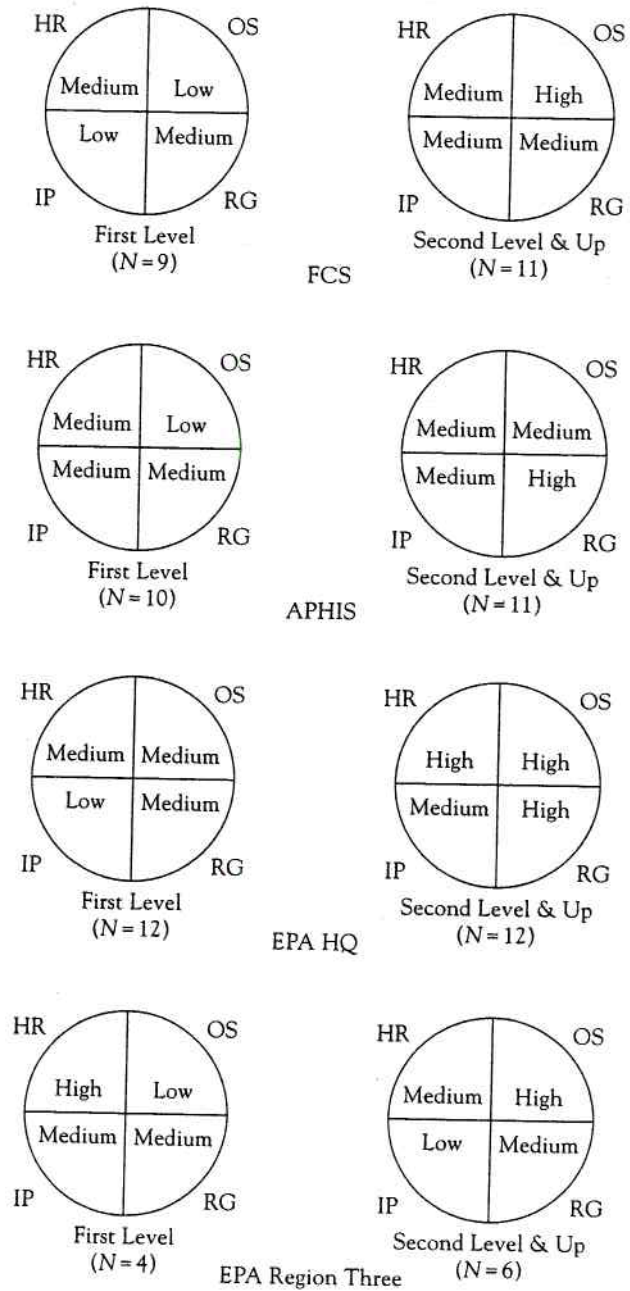 HR OS HR OS
Medium Low Medium High
Low Medium Medium Medium
IP RG IP RG
First Level Second Level & Up
(N=9) (N=11)
FCS
HR OS HR OS
Medium Low Medium Medium
Medium Medium Medium High
IP RG IP RG
First Level Second Level & Up
(N=10) (N=11)
APHIS
HR OS HR OS
Medium Medium High High
Low Medium Medium High
IP RG IP RG
First Level Second Level & Up
(N=12) (N=12)
EPA HQ
HR OS HR OS
High Low Medium High
Medium Medium Low Medium
IP RG IP RG
First Level Second Level & Up
(N=4) (N=6)
EPA Region Three